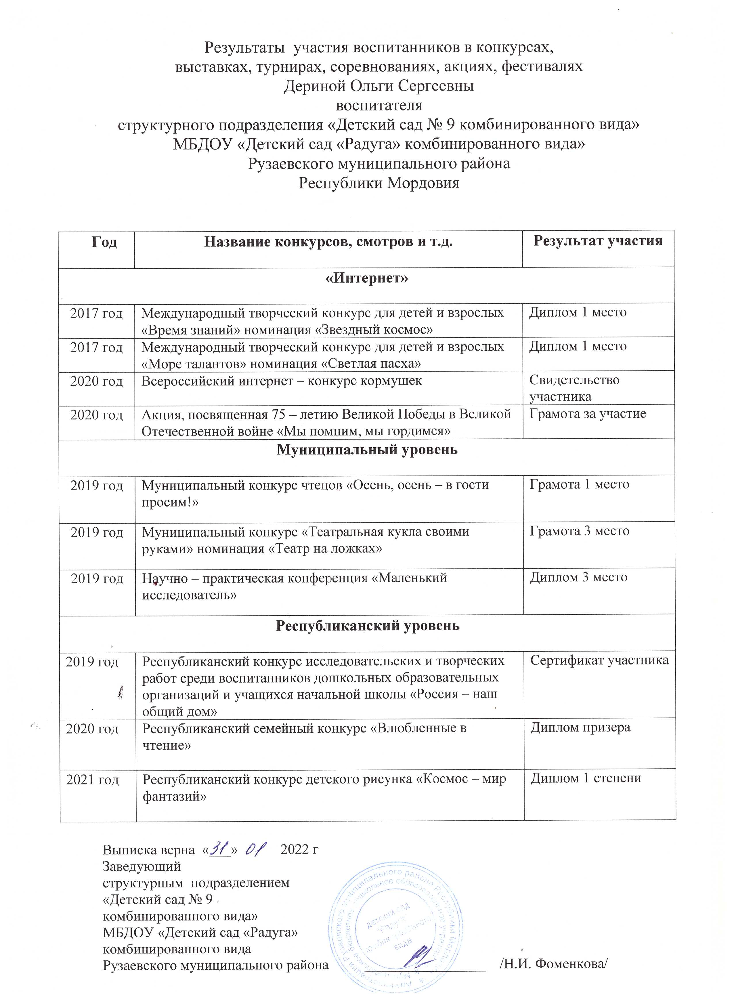 Результаты участия воспитанников в конкурсах,
выставках, турнирах, соревнованиях, акциях, фестивалях
Дериной Ольги Сергеевны
воспитателя
структурного подразделения «Детский сад № 9 комбинированного вида»
МБДОУ «Детский сад «Радуга» комбинированного вида»
Рузаевского муниципального района
Республики Мордовия
Год Название конкурсов, смотров и т.д. Результат участия
«Интернет»
2017 год Международный творческий конкурс для детей и взрослых Диплом 1 место
«Время знаний» номинация «Звездный космос»
2017 год Международный творческий конкурс для детей и взрослых Диплом 1 место
«Море талантов» номинация «Светлая пасха»
2020 год Всероссийский интернет – конкурс кормушек Свидетельство
участника
2020 год Акция, посвященная 75 – летию Великой Победы в Великой Грамота за участие
Отечественной войне «Мы помним, мы гордимся»
Муниципальный уровень
2019 год Муниципальный конкурс чтецов «Осень, осень – в гости Грамота 1 место
просим!»
2019 год Муниципальный конкурс «Театральная кукла своими Грамота 3 место
руками» номинация «Театр на ложках»
2019 год Научно – практическая конференция «Маленький Диплом 3 место
исследователь»
Республиканский уровень
2019 год Республиканский конкурс исследовательских и творческих Сертификат участника
работ среди воспитанников дошкольных образовательных
организаций и учащихся начальной школы «Россия – наш
общий дом»
2020 год Республиканский семейный конкурс «Влюбленные в Диплом призера
чтение»
2021 год Республиканский конкурс детского рисунка «Космос – мир Диплом 1 степени
фантазий»
Выписка верна «31» 01 2022 г
Заведующий
структурным подразделением
«Детский сад № 9
комбинированного вида»
МБДОУ «Детский сад «Радуга»
комбинированного вида
Рузаевского муниципального района /Н.И. Фоменкова/
Рузаевского муниципального района Республики
дошкольное образовательное
детский сад
"Радуга"
вида